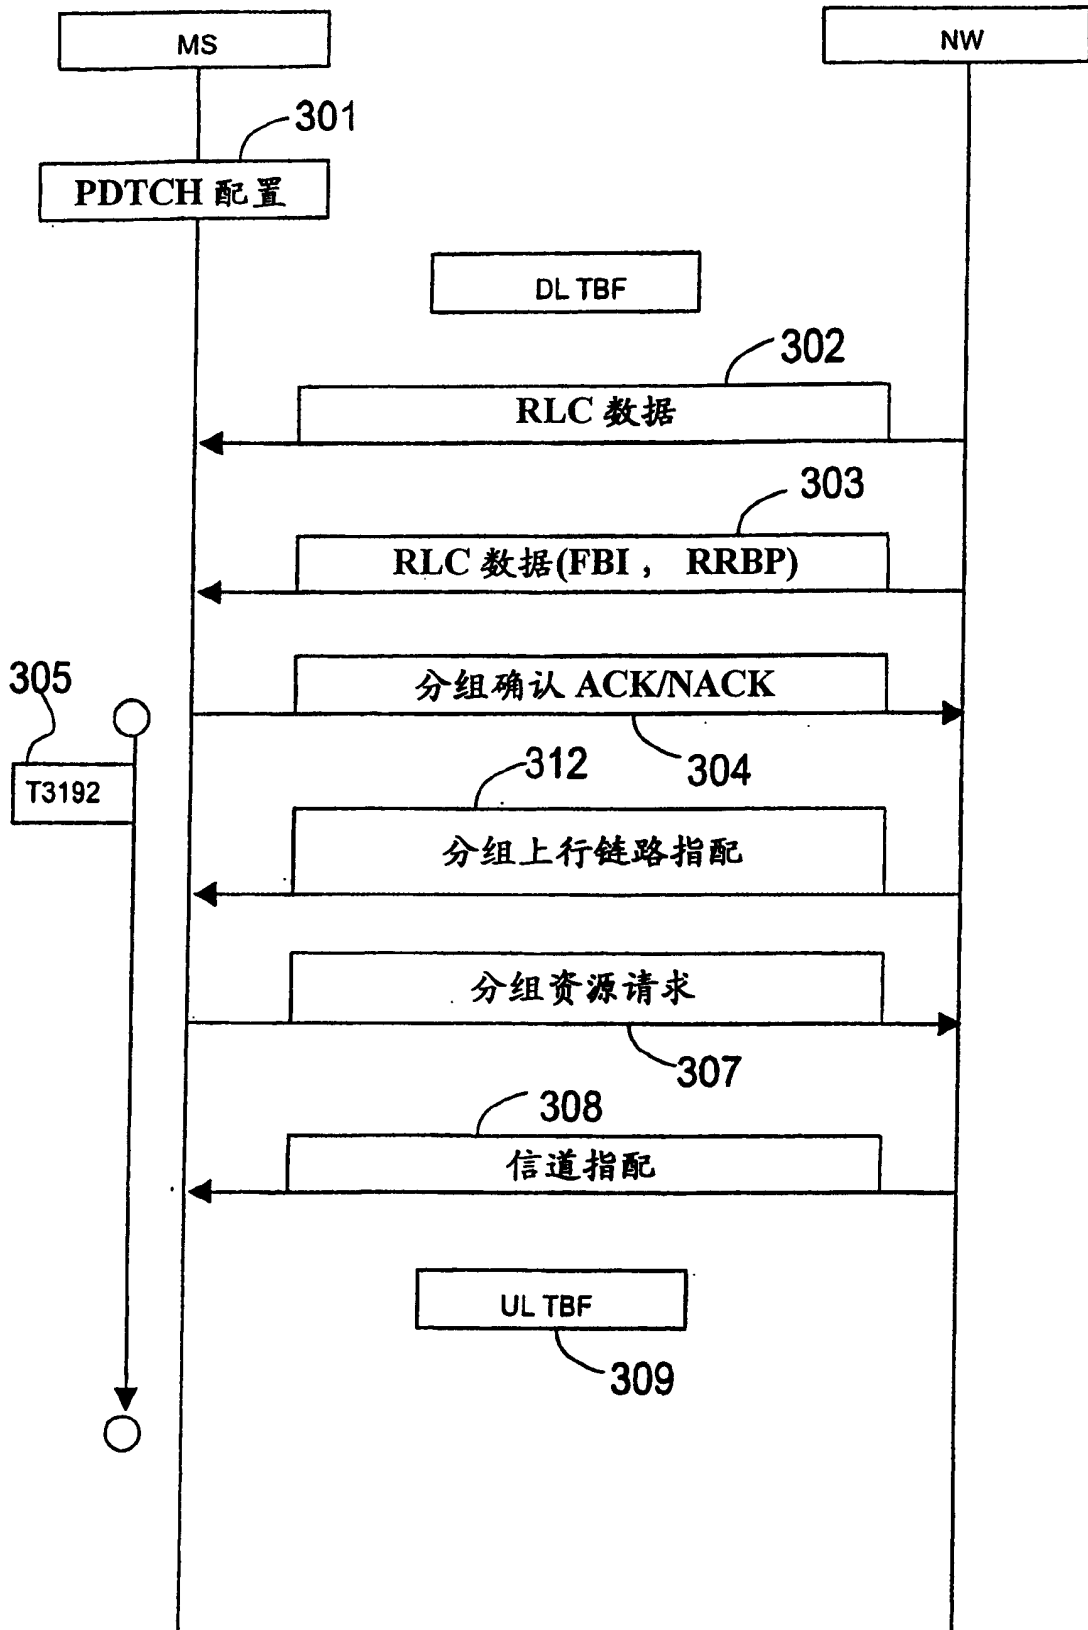 MS
NW
301
PDTCH 配置
DL TBF
302
RLC 数据
303
RLC 数据(FBI， RRBP)
分组确认 ACK/NACK
304
305
T3192
312
分组上行链路指配
分组资源请求
307
308
信道指配
UL TBF
309